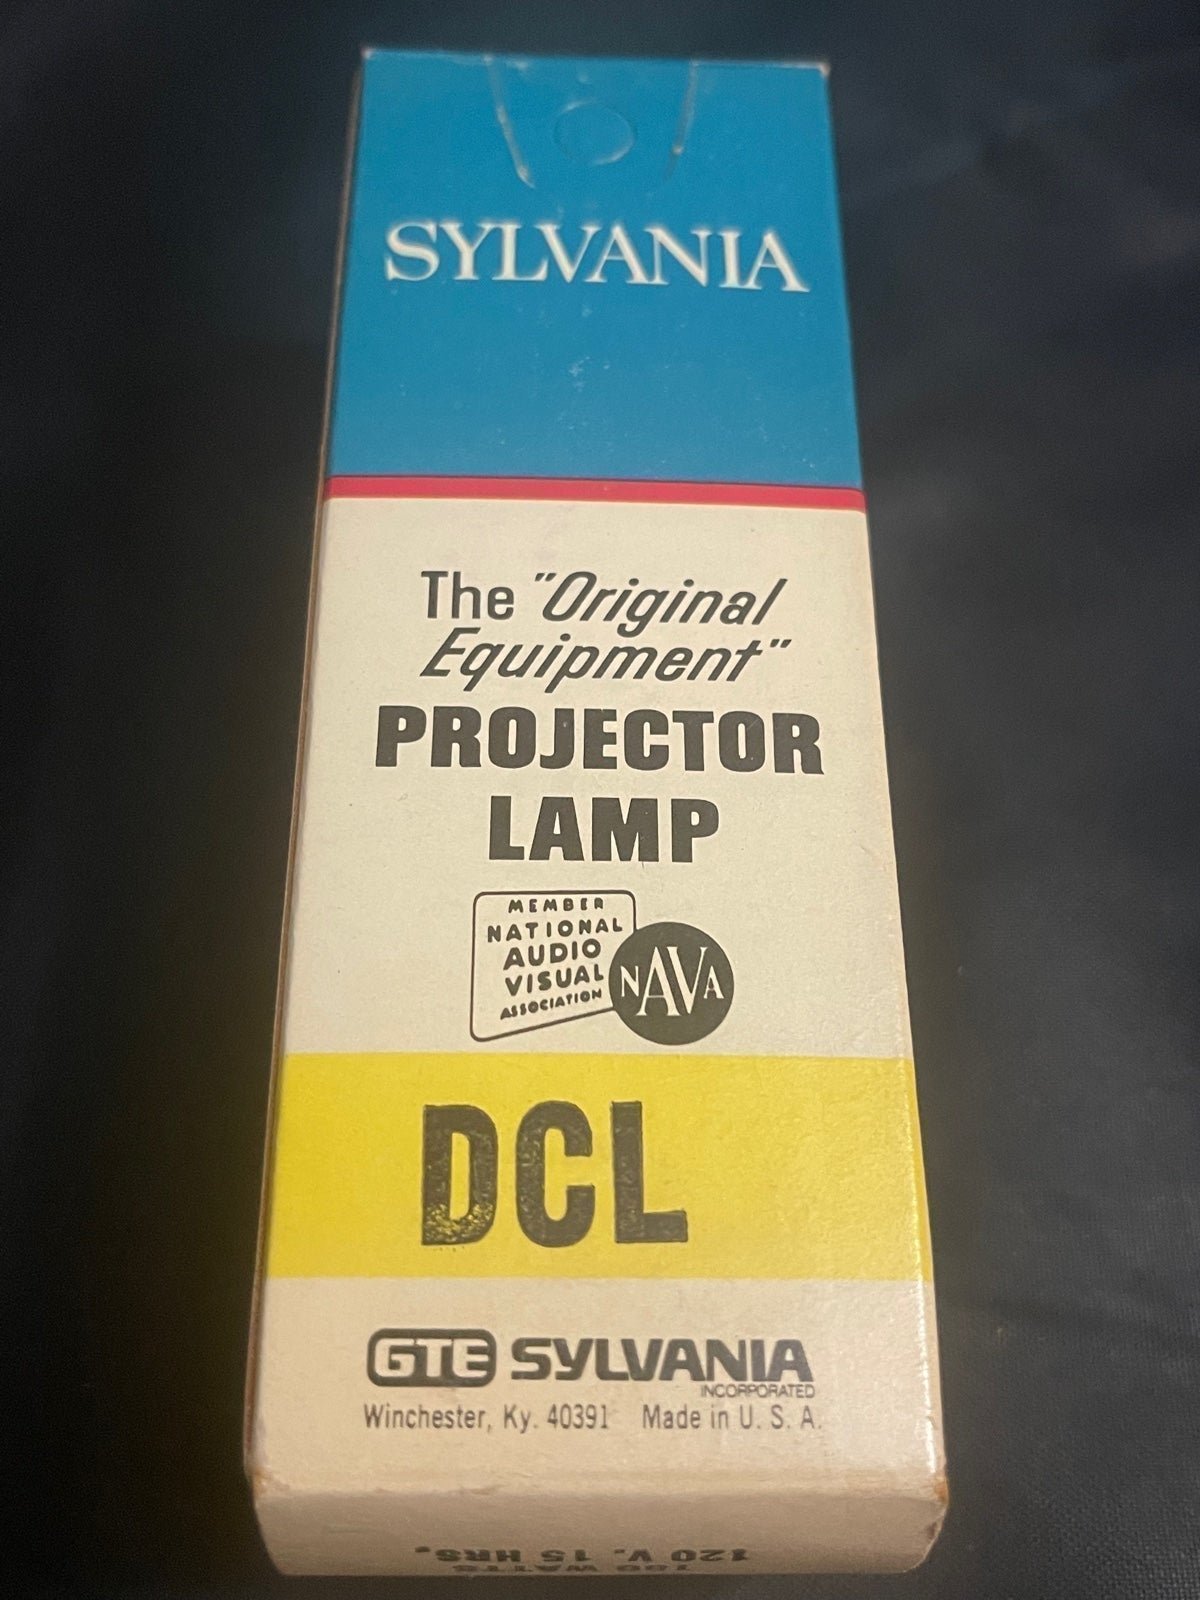 SYLVANIA
The "Original
Equipment"
PROJECTOR
LAMP
MEMBER
NATIONAL
AUDIO
VISUAL
ASSOCIATION
NAVA
DCL
GTE SYLVANIA
INCORPORATED
Winchester, Ky. 40391 Made in U. S. A.
WATTS
120 V. 15 HRS.